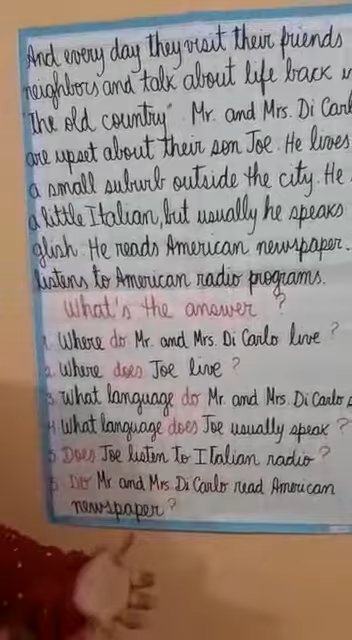 And every day they visit their friends
neighbors and talk about life back
"The old country" Mr. and Mrs. Di Carl
are upset about their son Joe. He lives
a small suburb outside the city. He
a little Italian, but usually he speaks
glish. He reads American newspaper.
listens to American radio programs.
What's the answer ?
1. Where do Mr. and Mrs. Di Carlo live ?
2. Where does Joe live ?
3. What language do Mr. and Mrs. Di Carlo
4. What language does Joe usually speak ?
5. Does Joe listen to Italian radio ?
Do Mr. and Mrs. Di Carlo read American
newspaper ?